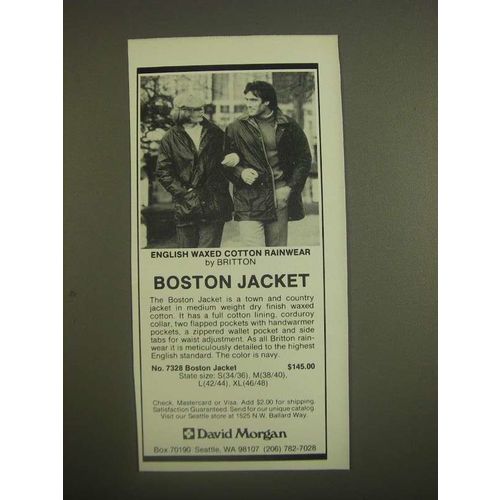 ENGLISH WAXED COTTON RAINWEAR
by BRITTON
BOSTON JACKET
The Boston Jacket is a town and country
jacket in medium weight dry finish waxed
cotton. It has a full cotton lining, corduroy
collar, two flapped pockets with handwarmer
pockets, a zippered wallet pocket and side
tabs for waist adjustment. As all Britton rain-
wear it is meticulously detailed to the highest
English standard. The color is navy.
No. 7328 Boston Jacket $145.00
State size: S(34/36), M(38/40),
L(42/44), XL(46/48)
Check, Mastercard or Visa. Add $2.00 for shipping.
Satisfaction Guaranteed. Send for our unique catalog.
Visit our Seattle store at 1525 N.W. Ballard Way.
David Morgan
Box 70190 Seattle, WA 98107 (206) 782-7028